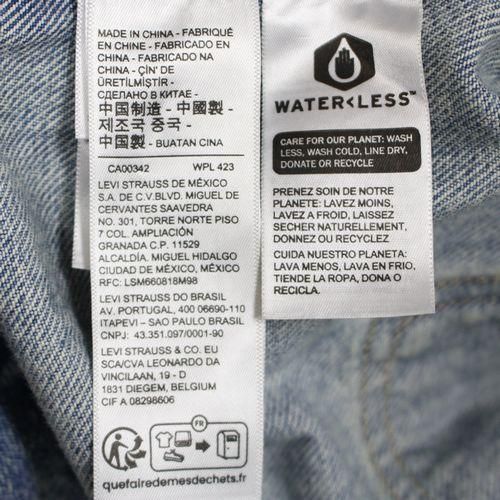 MADE IN CHINA - FABRIQUÉ
EN CHINE - FABRICADO EN
CHINA - FABRICADO NA
CHINA - ÇİN' DE
ÜRETİLMİŞTİR -
СДЕЛАНО В КИТАЕ -
中国制造 - 中國製 -
제조국 중국 -
中国製 - BUATAN CINA
CA00342 WPL 423
LEVI STRAUSS DE MÉXICO
S.A. DE C.V.BLVD. MIGUEL DE
CERVANTES SAAVEDRA
NO. 301, TORRE NORTE PISO
7 COL. AMPLIACIÓN
GRANADA C.P. 11529
ALCALDÍA. MIGUEL HIDALGO
CIUDAD DE MÉXICO, MÉXICO
RFC: LSM660818M98
LEVI STRAUSS DO BRASIL
AV. PORTUGAL, 400 06690-110
ITAPEVI – SAO PAULO BRASIL
CNPJ: 43.351.097/0001-90
LEVI STRAUSS & CO. EU
SCA/CVA LEONARDO DA
VINCILAAN, 19 - D
1831 DIEGEM, BELGIUM
CIF A 08298606
FR
quefairedemesdechets.fr
WATER<LESS™
CARE FOR OUR PLANET: WASH
LESS, WASH COLD, LINE DRY,
DONATE OR RECYCLE
PRENEZ SOIN DE NOTRE
PLANETE: LAVEZ MOINS,
LAVEZ A FROID, LAISSEZ
SECHER NATURELLEMENT,
DONNEZ OU RECYCLEZ
CUIDA NUESTRO PLANETA:
LAVA MENOS, LAVA EN FRIO,
TIENDE LA ROPA, DONA O
RECICLA.